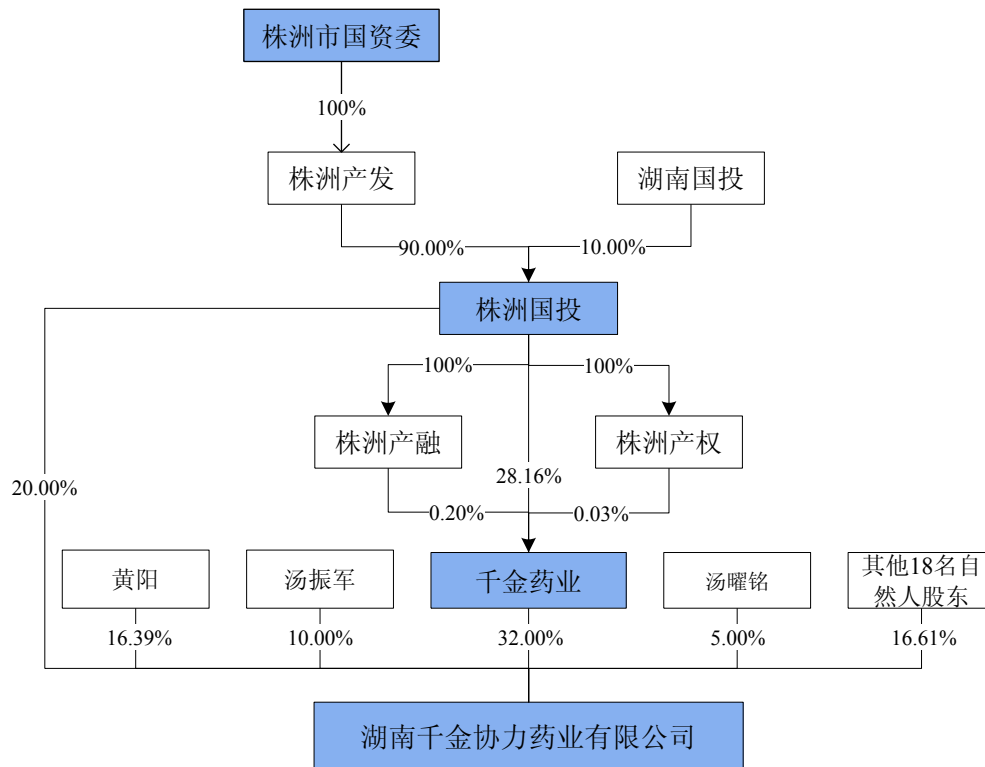 株洲市国资委
100%
株洲产发
湖南国投
90.00%
10.00%
株洲国投
100%
100%
株洲产融
株洲产权
20.00%
28.16%
0.20%
0.03%
黄阳
汤振军
千金药业
汤曜铭
其他18名自
然人股东
16.39%
10.00%
32.00%
5.00%
16.61%
湖南千金协力药业有限公司